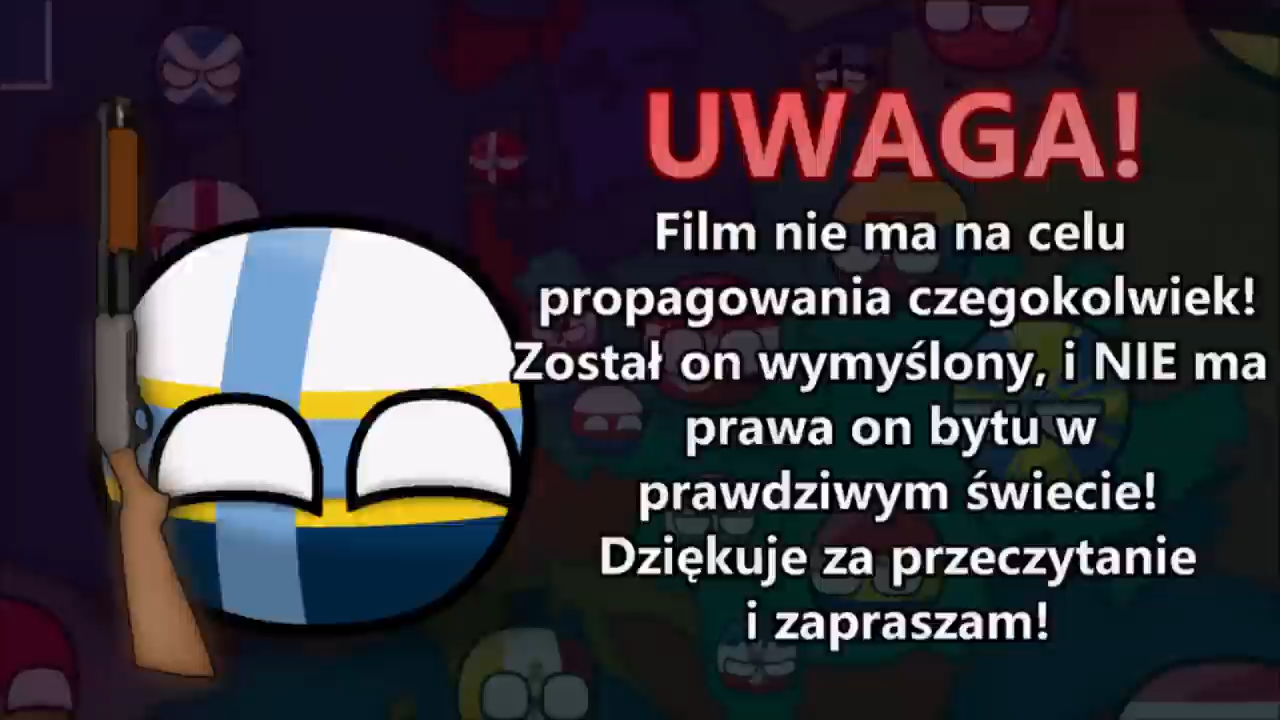 UWAGA!
Film nie ma na celu
propagowania czegokolwiek!
Został on wymyślony, i NIE ma
prawa on bytu w
prawdziwym świecie!
Dziękuje za przeczytanie
i zapraszam!